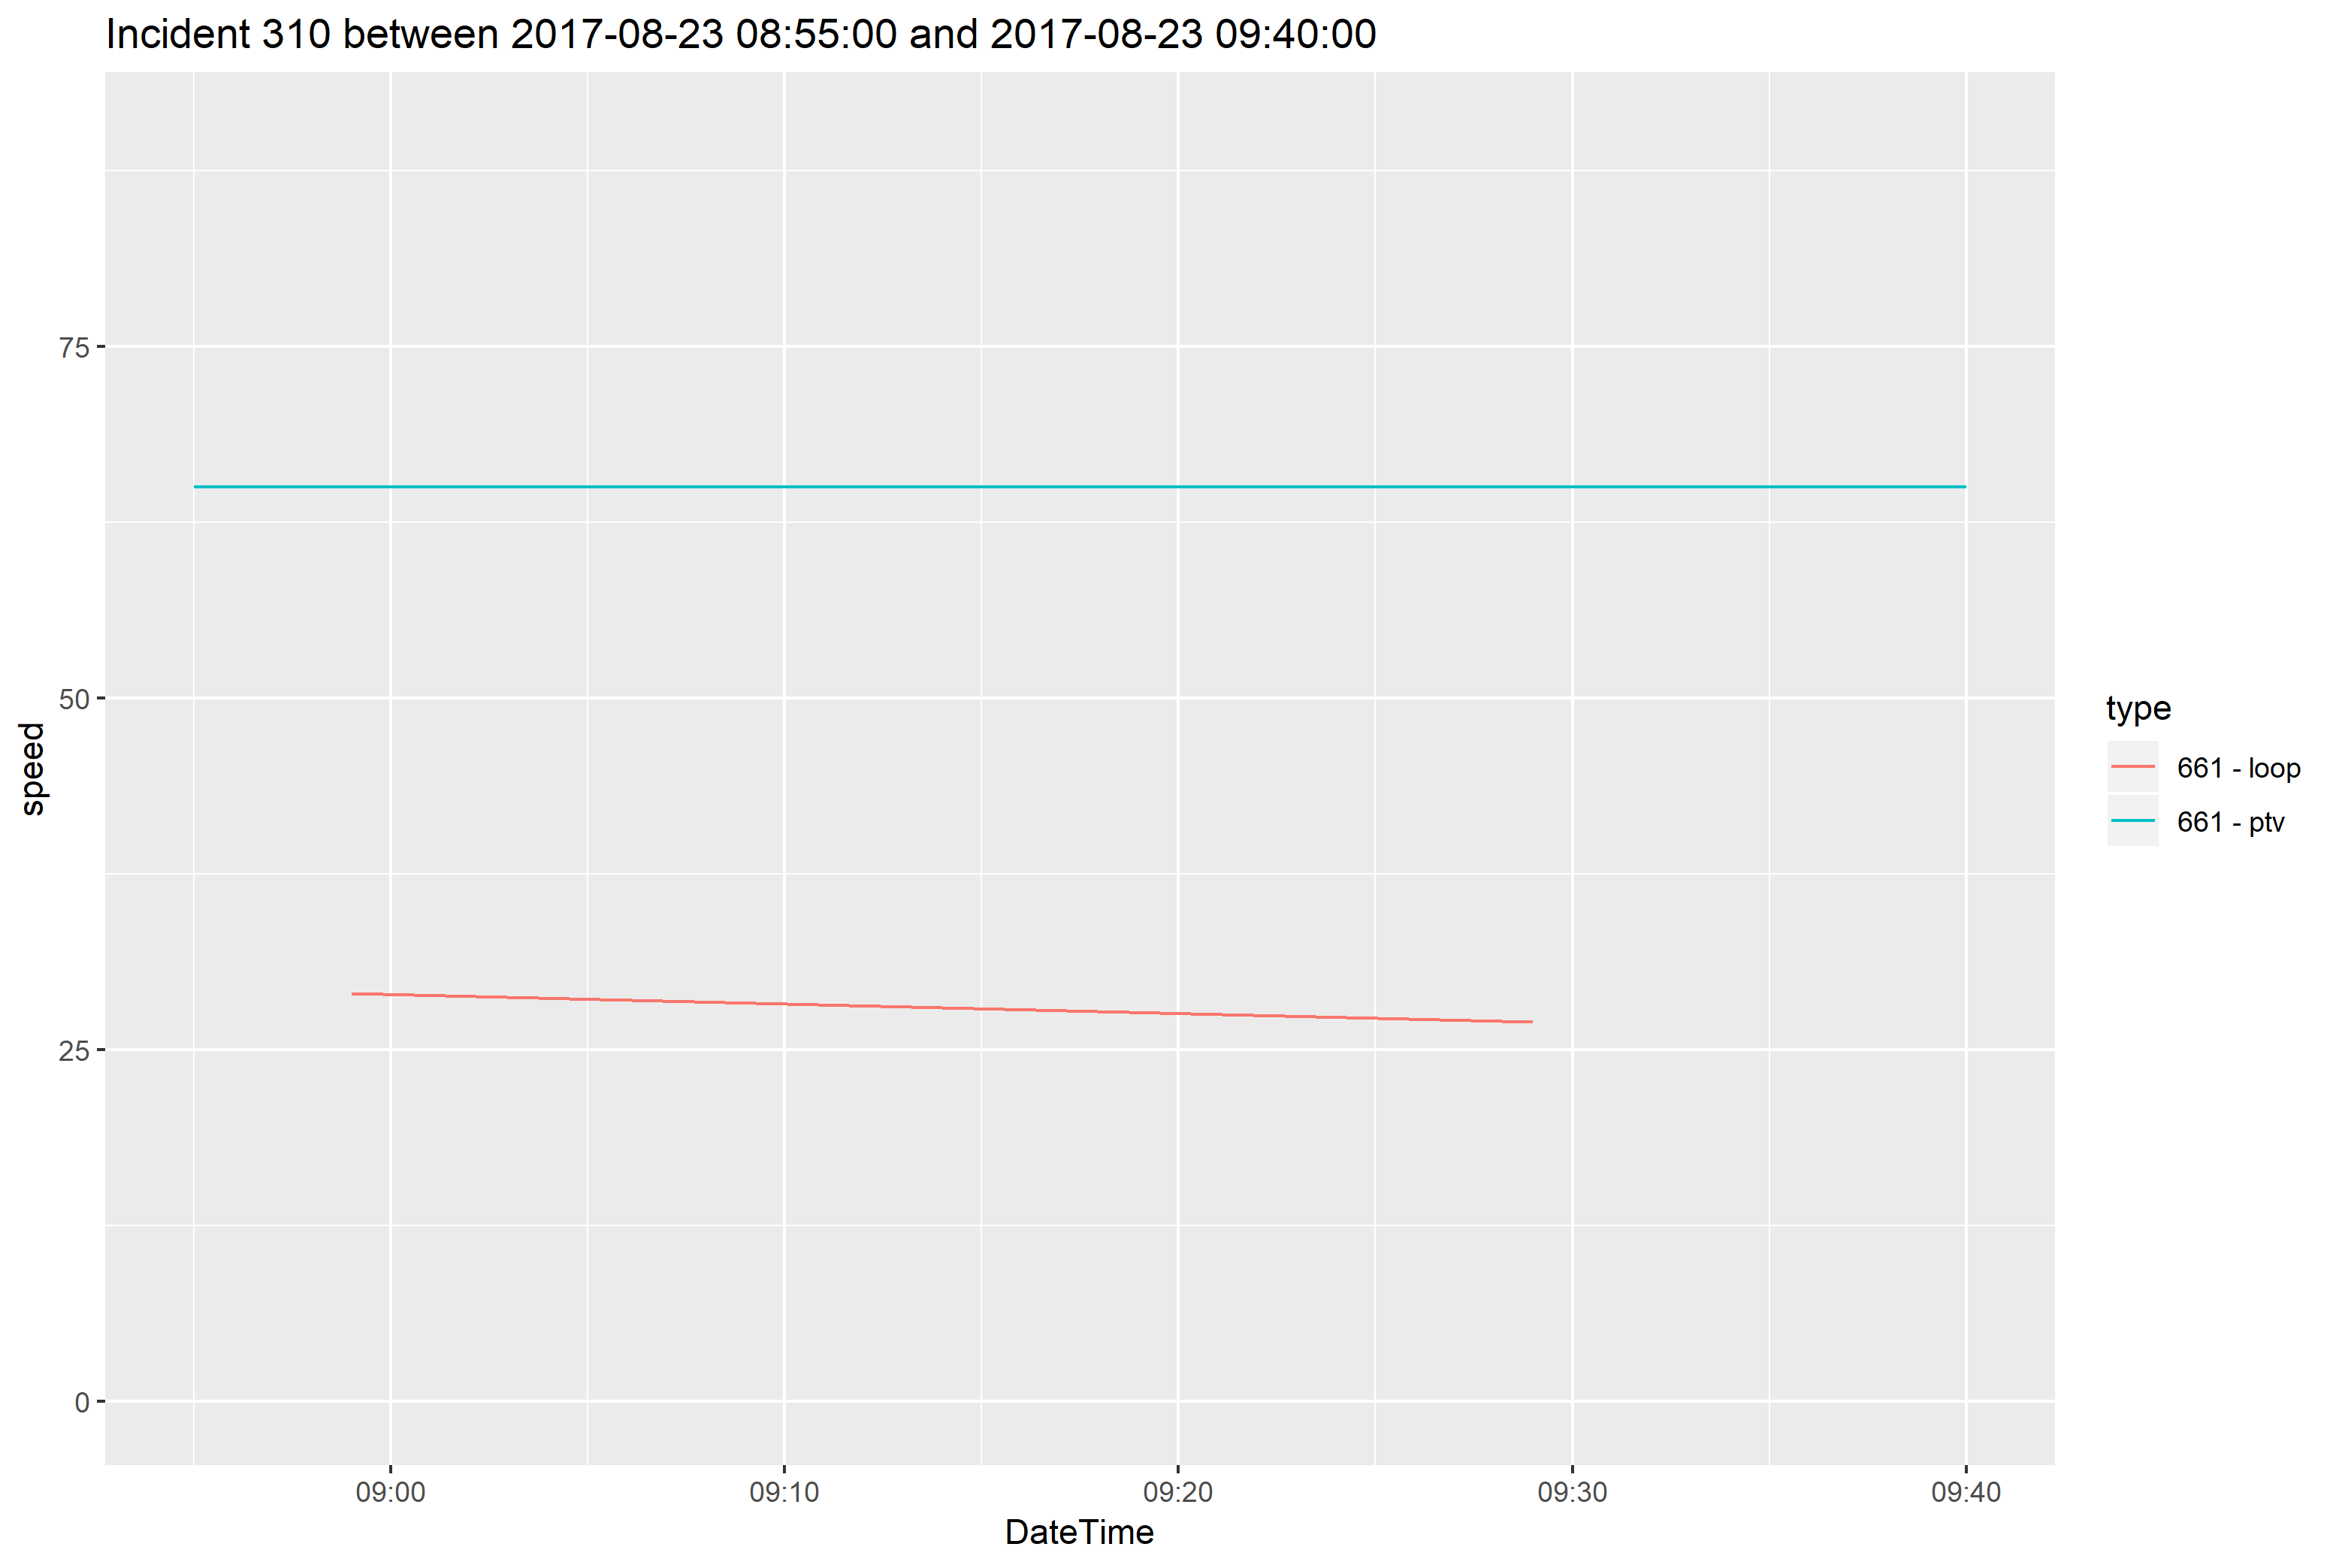 Incident 310 between 2017-08-23 08:55:00 and 2017-08-23 09:40:00
75
50
25
0
speed
09:00 09:10 09:20 09:30 09:40
DateTime
type
661 - loop
661 - ptv